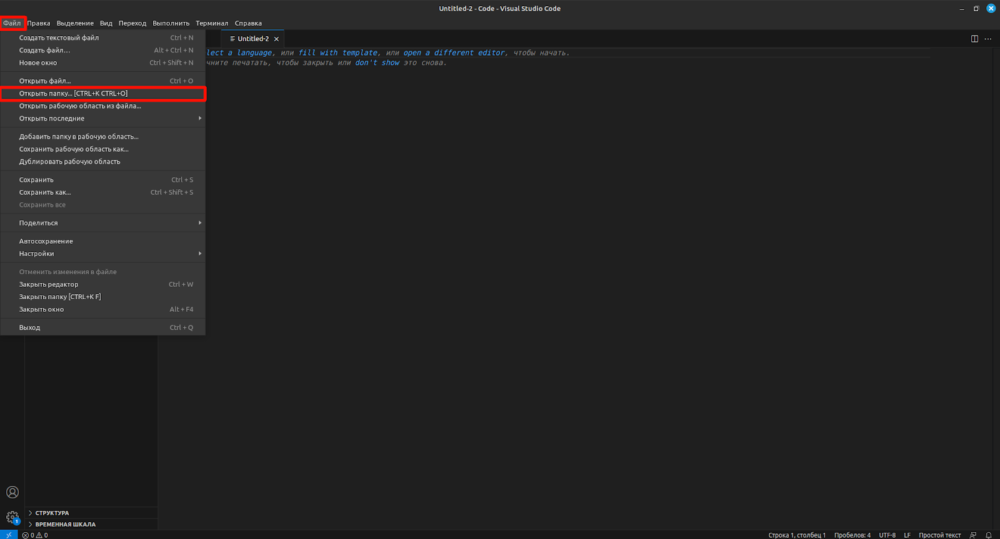 Untitled-2 - Code - Visual Studio Code
Файл Правка Выделение Вид Переход Выполнить Терминал Справка
Untitled-2
Создать текстовый файл Ctrl + N
Создать файл... Alt + Ctrl + N
Новое окно Ctrl + Shift + N
Открыть файл... Ctrl + O
Открыть папку... [CTRL+K CTRL+O]
Открыть рабочую область из файла...
Открыть последние
Добавить папку в рабочую область...
Сохранить рабочую область как...
Дублировать рабочую область
Сохранить Ctrl + S
Сохранить как... Ctrl + Shift + S
Сохранить все
Поделиться
Автосохранение
Настройки
Отменить изменения в файле
Закрыть редактор Ctrl + W
Закрыть папку [CTRL+K F]
Закрыть окно Alt + F4
Выход Ctrl + Q
lect a language, или fill with template, или open a different editor, чтобы начать.
чните печатать, чтобы закрыть или don't show это снова.
СТРУКТУРА
ВРЕМЕННАЯ ШКАЛА
1
0 0
Строка 1, столбец 1 Пробелов: 4 UTF-8 LF Простой текст